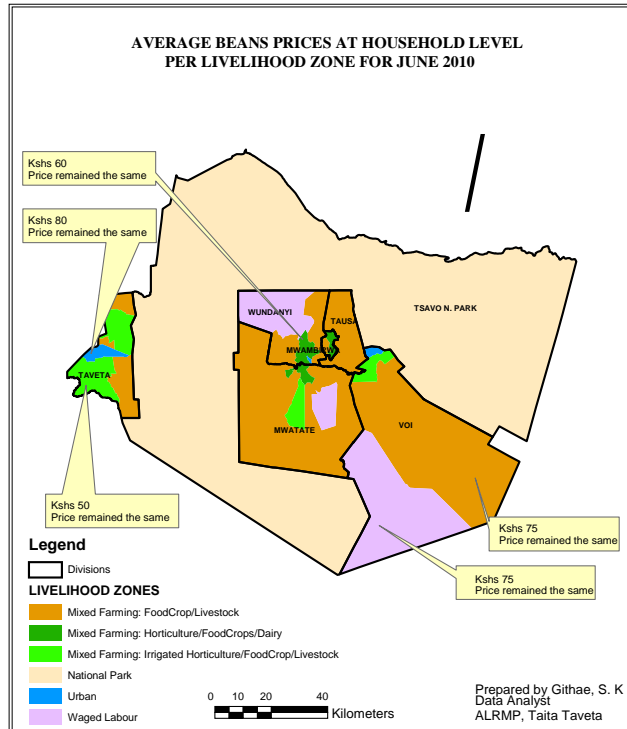 AVERAGE BEANS PRICES AT HOUSEHOLD LEVEL
PER LIVELIHOOD ZONE FOR JUNE 2010
Kshs 60
Price remained the same
Kshs 80
Price remained the same
TSAVO N. PARK
WUNDANYI
TAUSA
MWAMBISWA
TAVETA
VOI
MWATATE
Kshs 50
Price remained the same
Kshs 75
Price remained the same
Kshs 75
Price remained the same
Legend
Divisions
LIVELIHOOD ZONES
Mixed Farming: FoodCrop/Livestock
Mixed Farming: Horticulture/FoodCrops/Dairy
Mixed Farming: Irrigated Horticulture/FoodCrop/Livestock
National Park
Urban
Waged Labour
0 10 20 40
Kilometers
Prepared by Githae, S. K
Data Analyst
ALRMP, Taita Taveta